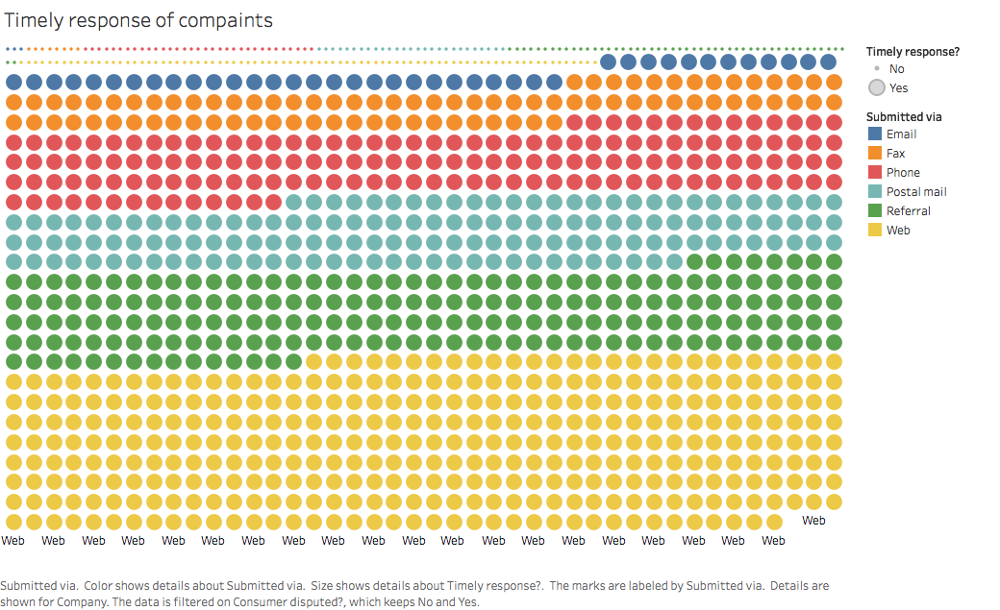 Timely response of compaints
Timely response?
No
Yes
Submitted via
Email
Fax
Phone
Postal mail
Referral
Web
Web
Web Web Web Web Web Web Web Web Web Web Web Web Web Web Web Web Web Web Web Web
Submitted via.  Color shows details about Submitted via.  Size shows details about Timely response?.  The marks are labeled by Submitted via.  Details are
shown for Company. The data is filtered on Consumer disputed?, which keeps No and Yes.